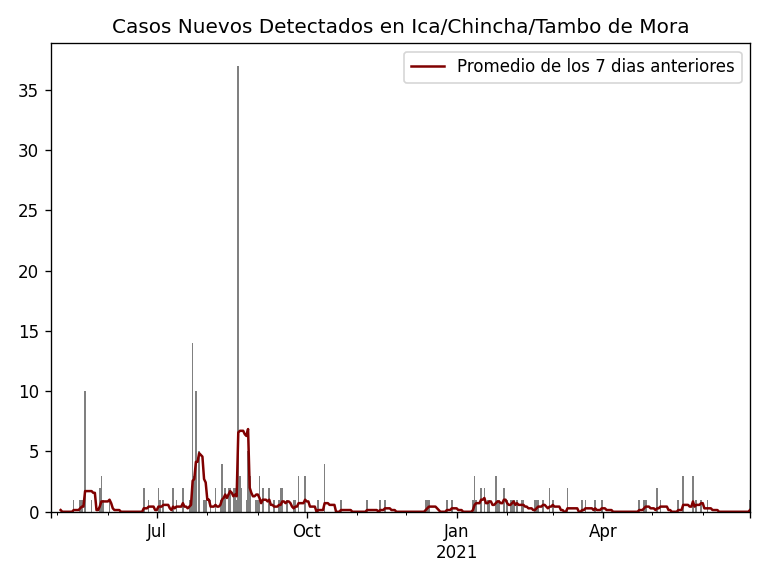 Casos Nuevos Detectados en Ica/Chincha/Tambo de Mora
Promedio de los 7 dias anteriores
35
30
25
20
15
10
5
0
Jul
Oct
Jan
Apr
2021